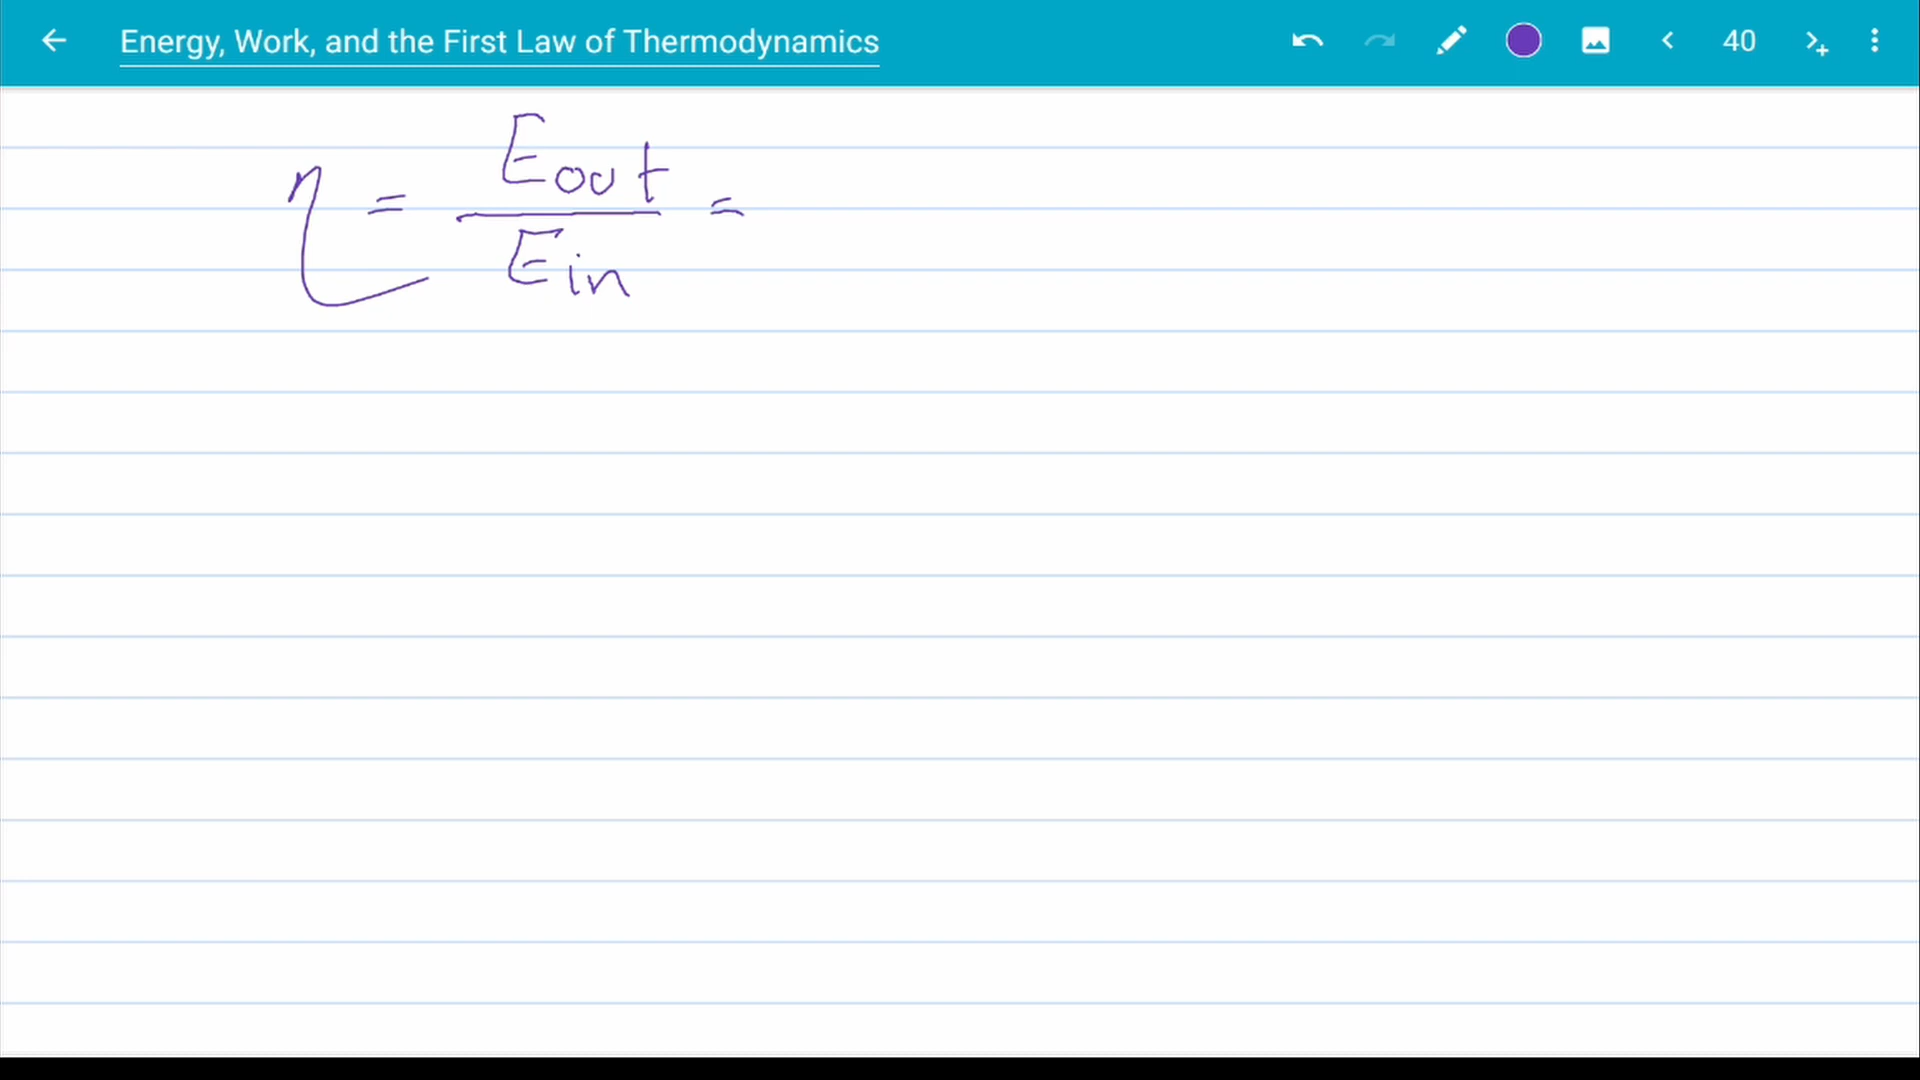 Energy, Work, and the First Law of Thermodynamics
40
η = Eout / Ein =